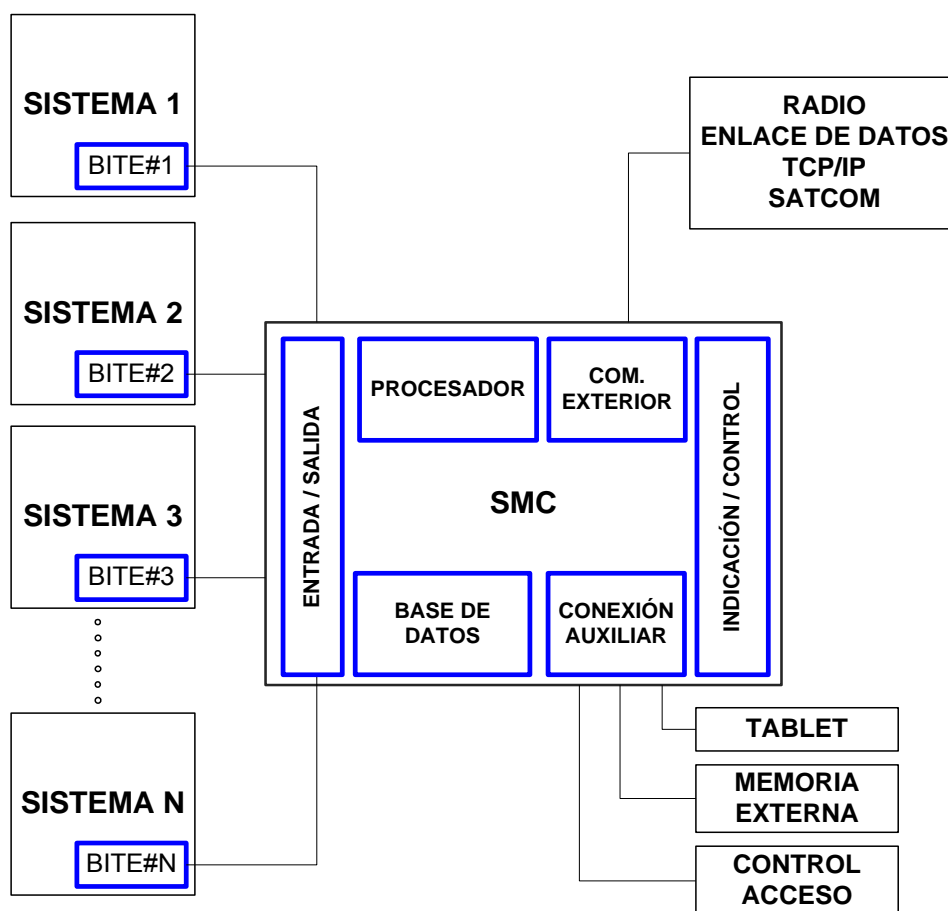 SISTEMA 1
BITE#1
SISTEMA 2
BITE#2
SISTEMA 3
BITE#3
SISTEMA N
BITE#N
ENTRADA / SALIDA
PROCESADOR
COM.
EXTERIOR
SMC
BASE DE
DATOS
CONEXIÓN
AUXILIAR
INDICACIÓN / CONTROL
RADIO
ENLACE DE DATOS
TCP/IP
SATCOM
TABLET
MEMORIA
EXTERNA
CONTROL
ACCESO